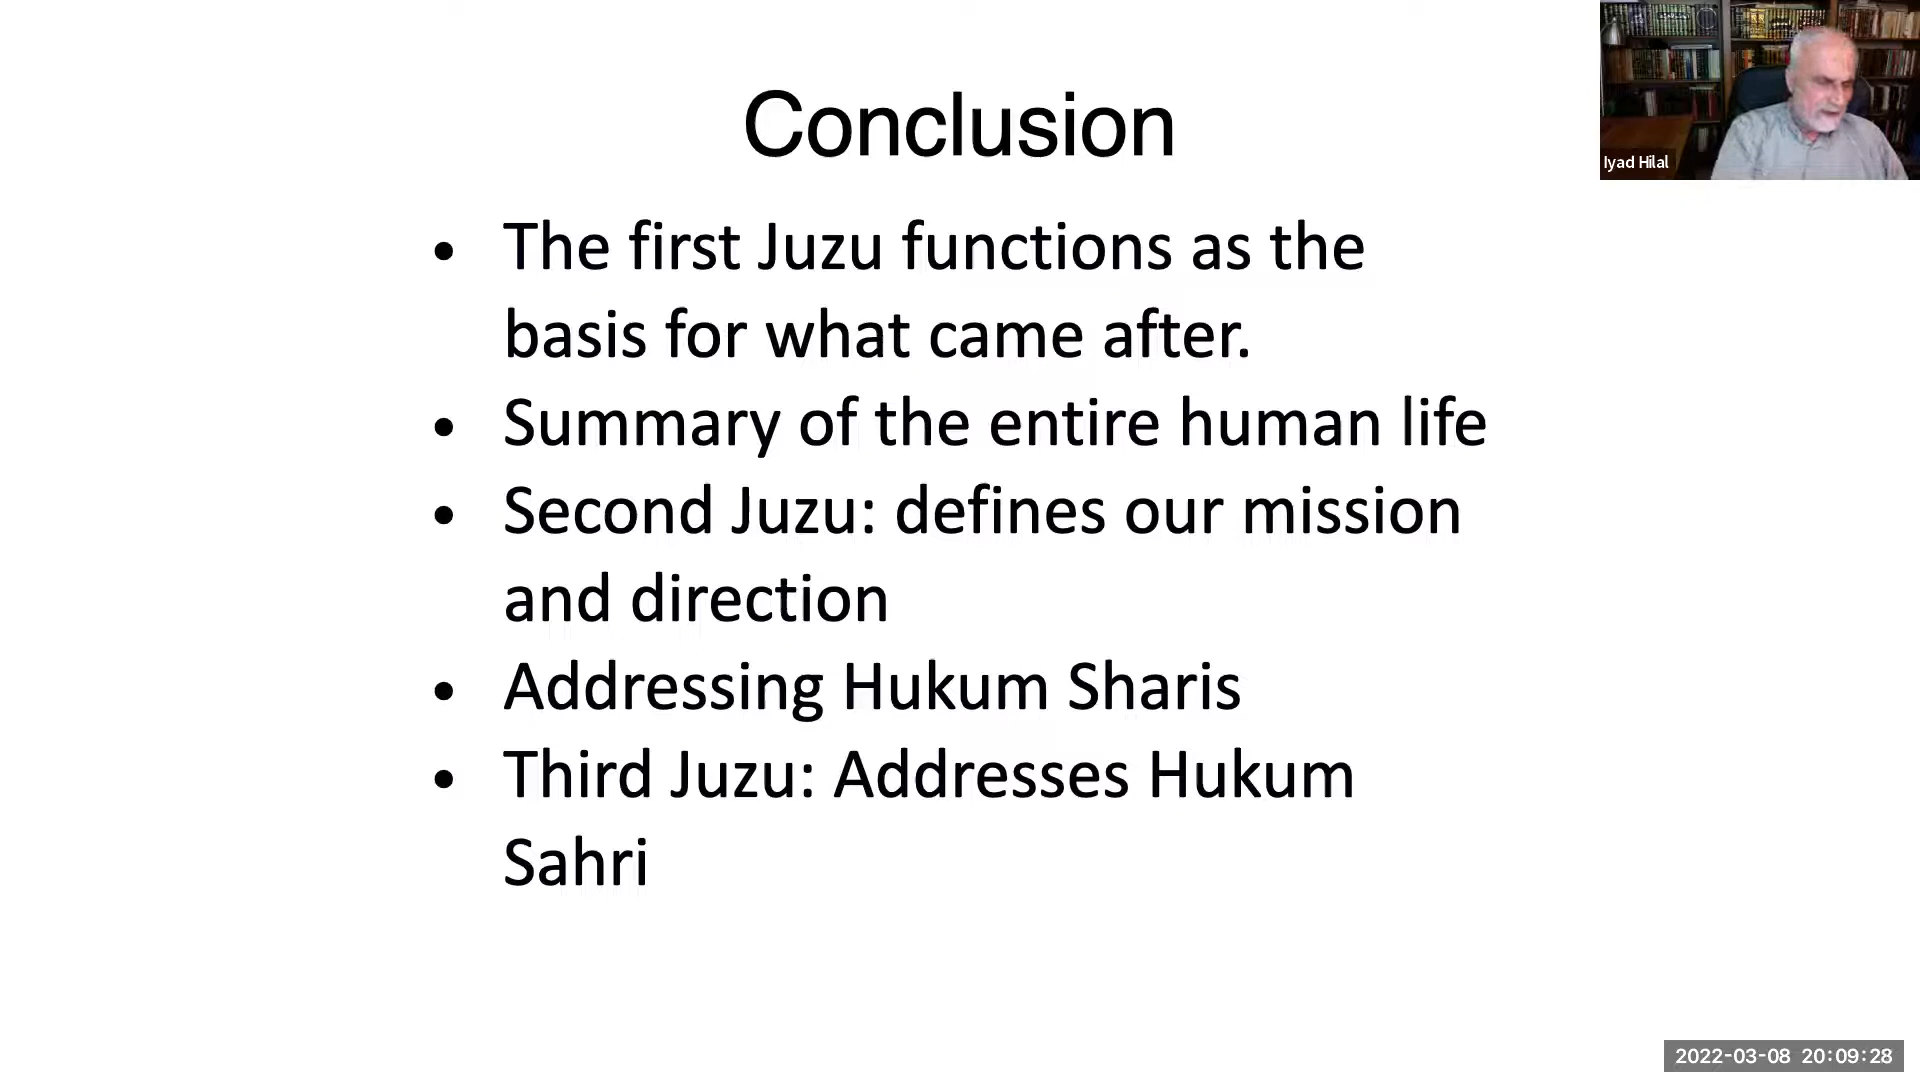 Conclusion
Iyad Hilal
• The first Juzu functions as the
basis for what came after.
• Summary of the entire human life
• Second Juzu: defines our mission
and direction
• Addressing Hukum Sharis
• Third Juzu: Addresses Hukum
Sahri
2022-03-08 20:09:28